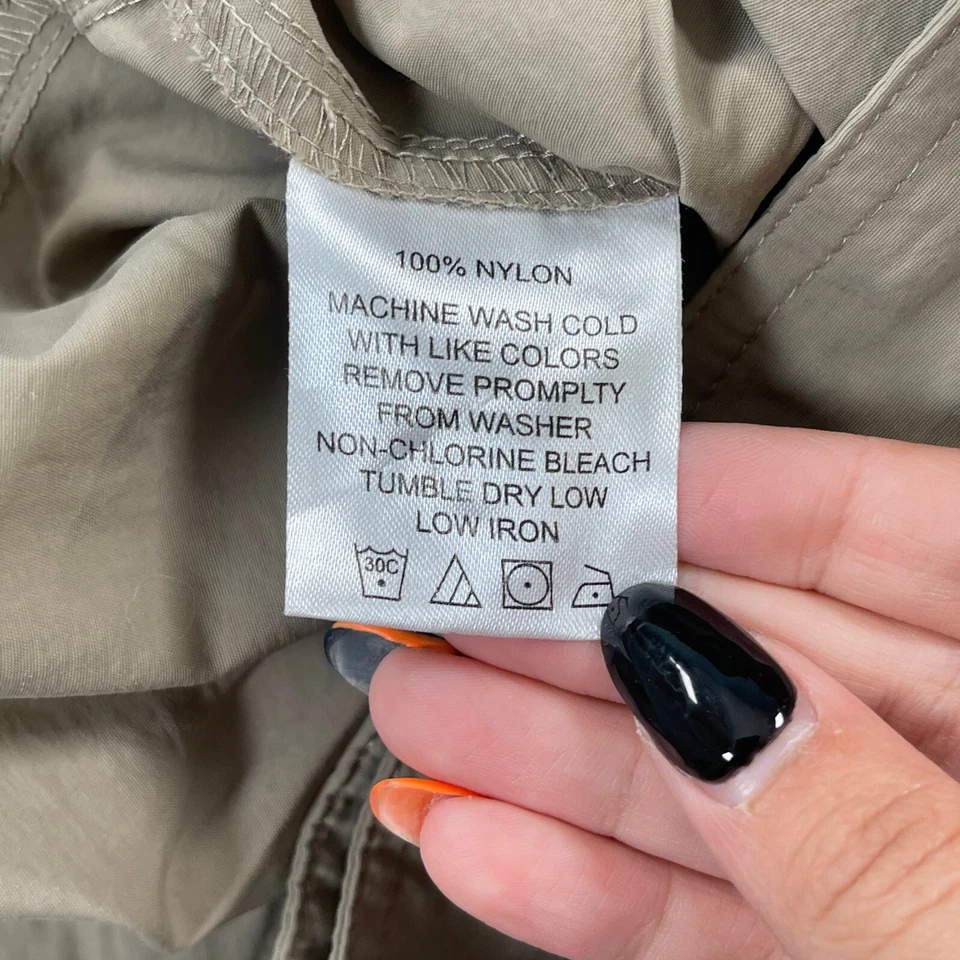 100% NYLON
MACHINE WASH COLD
WITH LIKE COLORS
REMOVE PROMPLTY
FROM WASHER
NON-CHLORINE BLEACH
TUMBLE DRY LOW
LOW IRON
30C